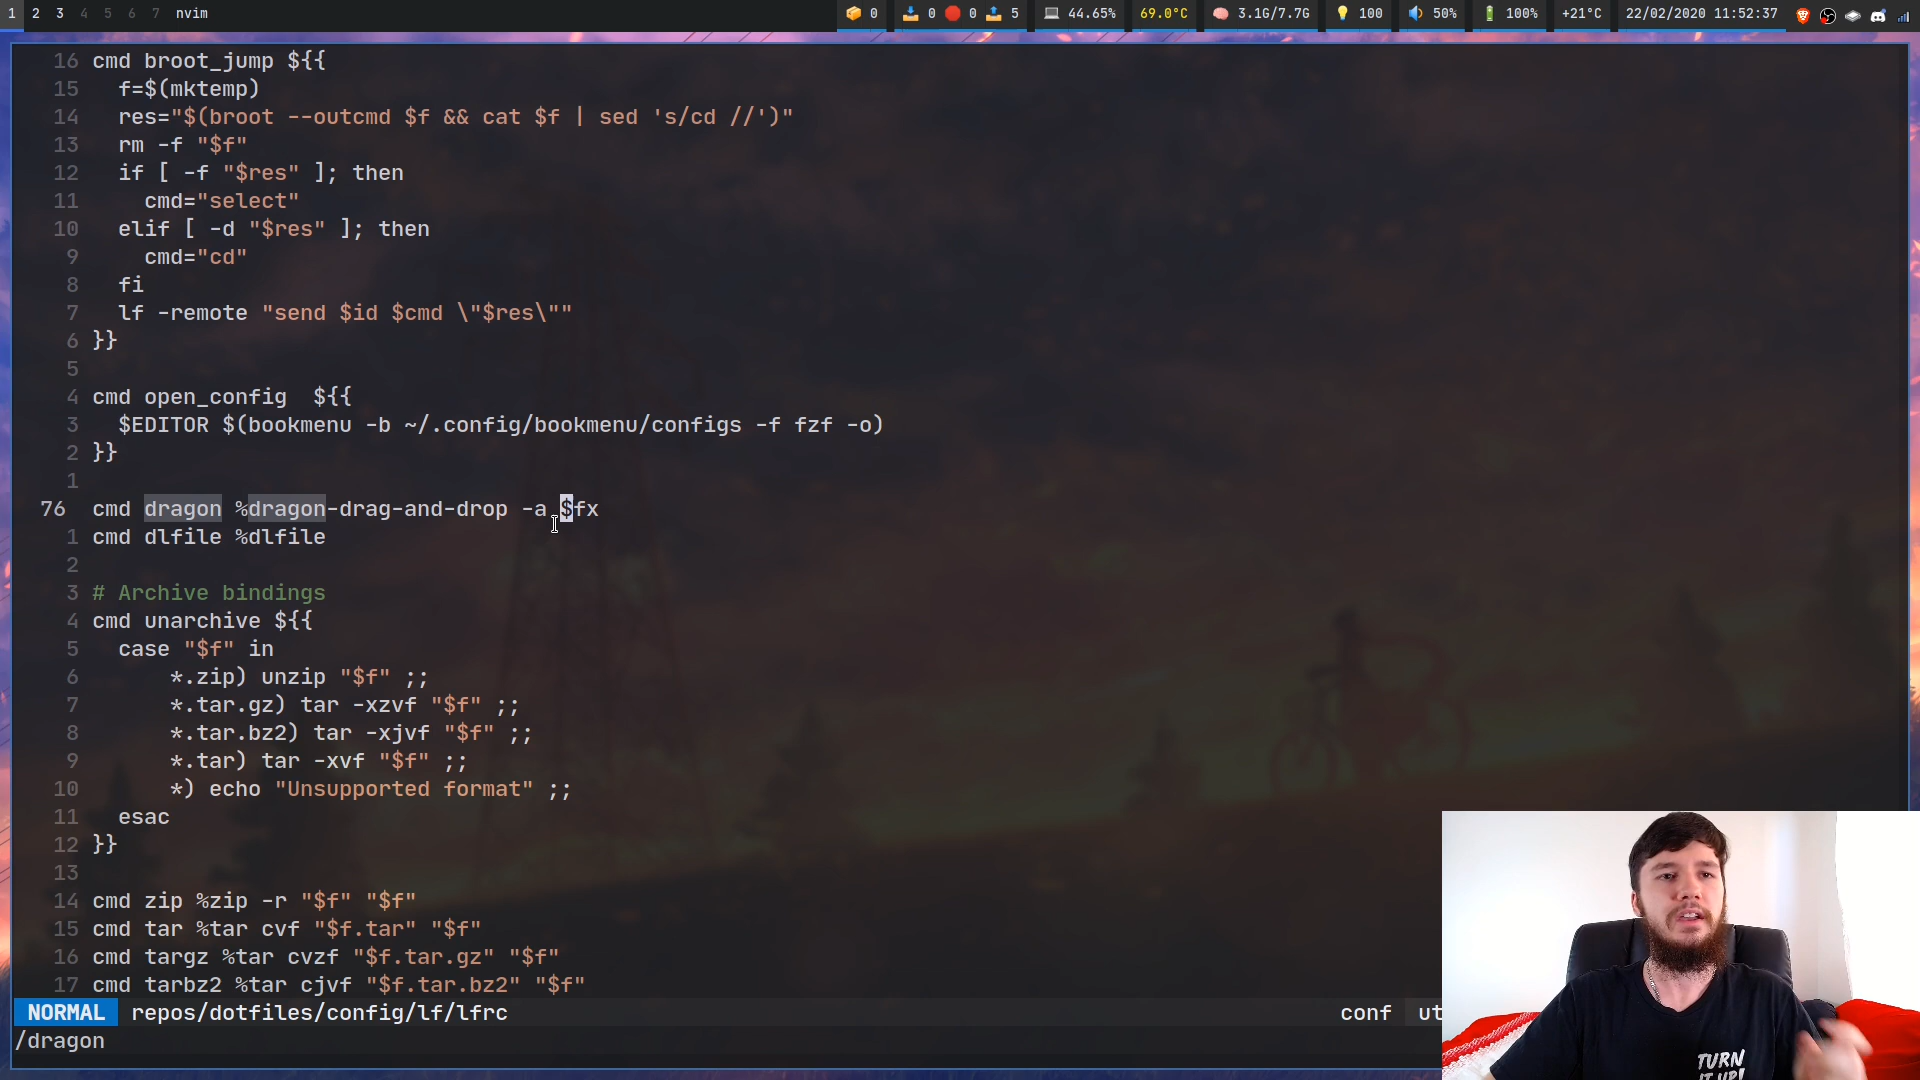 1 2 3 4 5 6 7 nvim 0 0 0 5 44.65% 69.0°C 3.1G/7.7G 100 50% 100% +21°C 22/02/2020 11:52:37
16 cmd broot_jump ${{
15 f=$(mktemp)
14 res="$(broot --outcmd $f && cat $f | sed 's/cd //')"
13 rm -f "$f"
12 if [ -f "$res" ]; then
11 cmd="select"
10 elif [ -d "$res" ]; then
9 cmd="cd"
8 fi
7 lf -remote "send $id $cmd \"$res\""
6 }}
5
4 cmd open_config  ${{
3 $EDITOR $(bookmenu -b ~/.config/bookmenu/configs -f fzf -o)
2 }}
1
76 cmd dragon %dragon-drag-and-drop -a $fx
1 cmd dlfile %dlfile
2
3 # Archive bindings
4 cmd unarchive ${{
5 case "$f" in
6 *.zip) unzip "$f" ;;
7 *.tar.gz) tar -xzvf "$f" ;;
8 *.tar.bz2) tar -xjvf "$f" ;;
9 *.tar) tar -xvf "$f" ;;
10 *) echo "Unsupported format" ;;
11 esac
12 }}
13
14 cmd zip %zip -r "$f" "$f"
15 cmd tar %tar cvf "$f.tar" "$f"
16 cmd targz %tar cvzf "$f.tar.gz" "$f"
17 cmd tarbz2 %tar cjvf "$f.tar.bz2" "$f"
NORMAL repos/dotfiles/config/lf/lfrc conf ut
/dragon
TURN
IT UP!